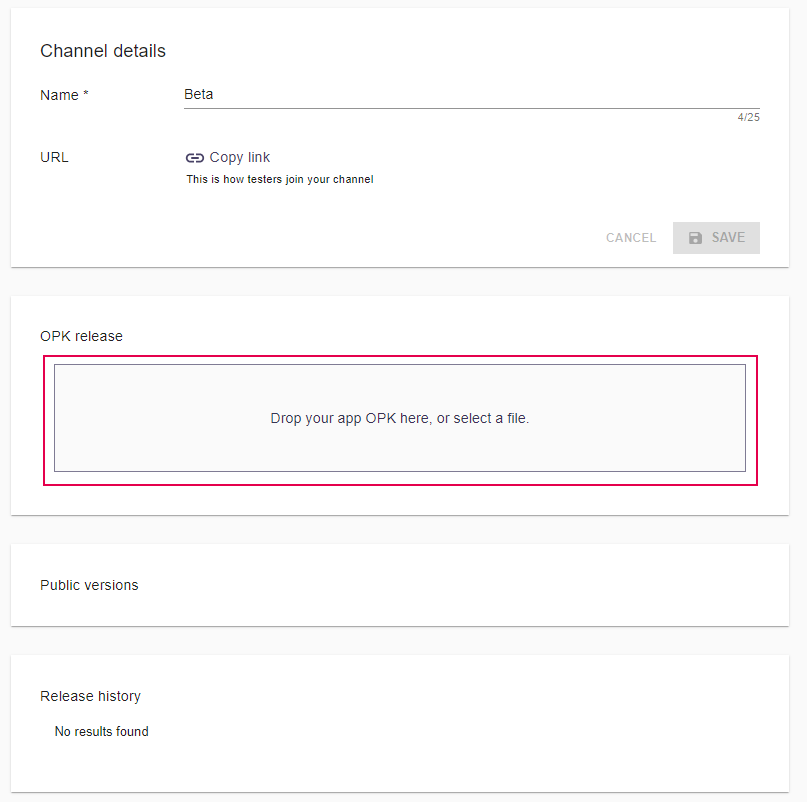 Channel details
Name *
Beta
4/25
URL
Copy link
This is how testers join your channel
CANCEL
SAVE
OPK release
Drop your app OPK here, or select a file.
Public versions
Release history
No results found